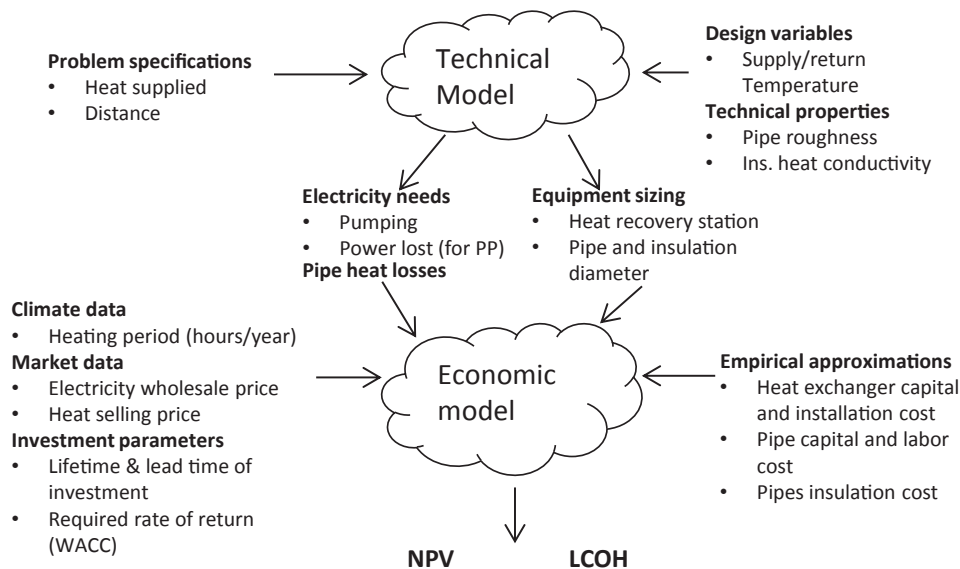 Problem specifications
• Heat supplied
• Distance
Technical
Model
Design variables
• Supply/return
Temperature
Technical properties
• Pipe roughness
• Ins. heat conductivity
Electricity needs
• Pumping
• Power lost (for PP)
Pipe heat losses
Equipment sizing
• Heat recovery station
• Pipe and insulation
diameter
Climate data
• Heating period (hours/year)
Market data
• Electricity wholesale price
• Heat selling price
Investment parameters
• Lifetime & lead time of
investment
• Required rate of return
(WACC)
Economic
model
Empirical approximations
• Heat exchanger capital
and installation cost
• Pipe capital and labor
cost
• Pipes insulation cost
NPV
LCOH